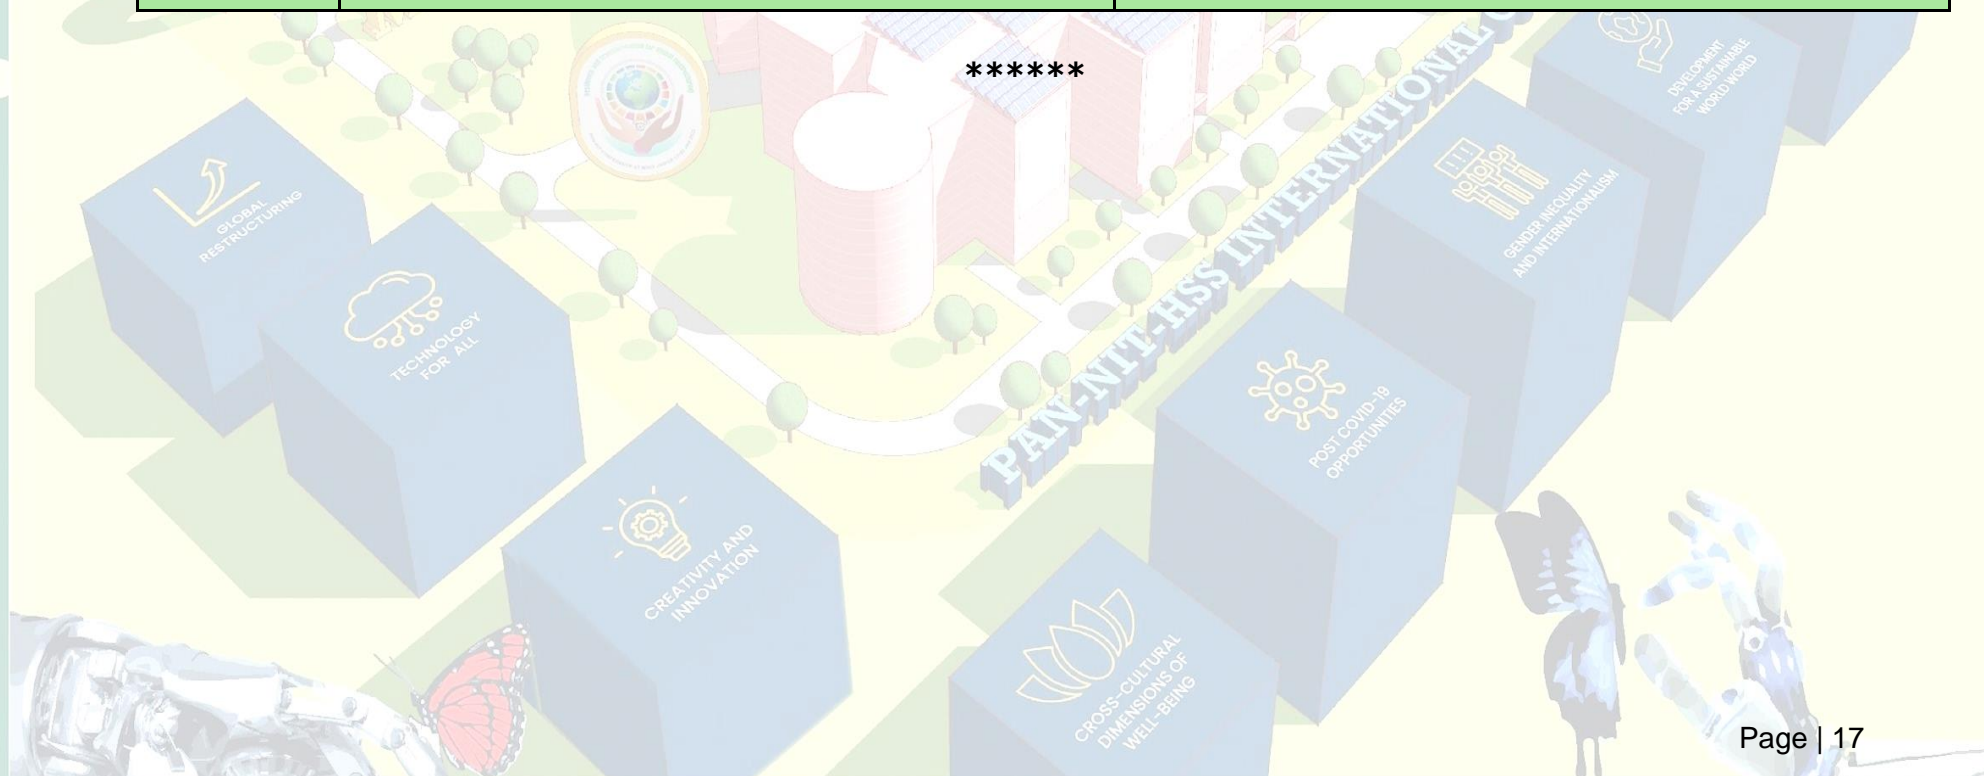 ******
DEVELOPMENT
FOR A SUSTAINABLE
WORLD WORLD
PAN-NIT-HSS INTERNATIONAL
GENDER INEQUALITY
AND INTERNATIONALISM
GLOBAL
RESTRUCTURING
TECHNOLOGY
FOR ALL
POST COVID-19
OPPORTUNITIES
CREATIVITY AND
INNOVATION
CROSS-CULTURAL
DIMENSIONS OF
WELL-BEING
Page | 17